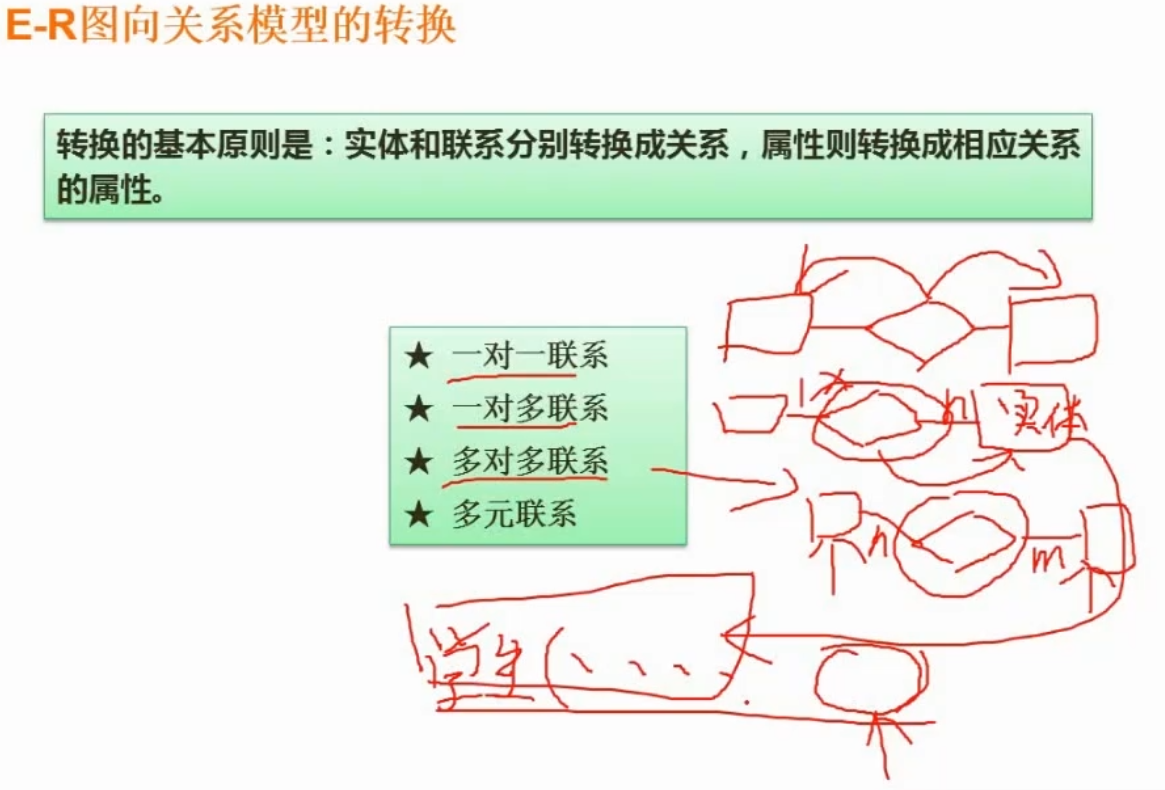 E-R图向关系模型的转换
转换的基本原则是：实体和联系分别转换成关系，属性则转换成相应关系
的属性。
★ 一对一联系
★ 一对多联系
★ 多对多联系
★ 多元联系
1 n 实体
n m
学生(、、、、